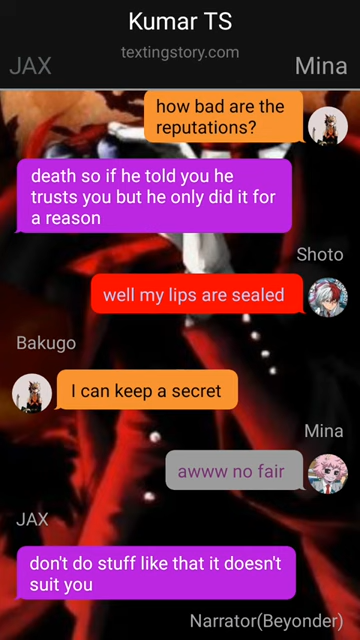 Kumar TS
textingstory.com
JAX
Mina
how bad are the
reputations?
death so if he told you he
trusts you but he only did it for
a reason
Shoto
well my lips are sealed
Bakugo
I can keep a secret
Mina
awww no fair
JAX
don't do stuff like that it doesn't
suit you
Narrator(Beyonder)